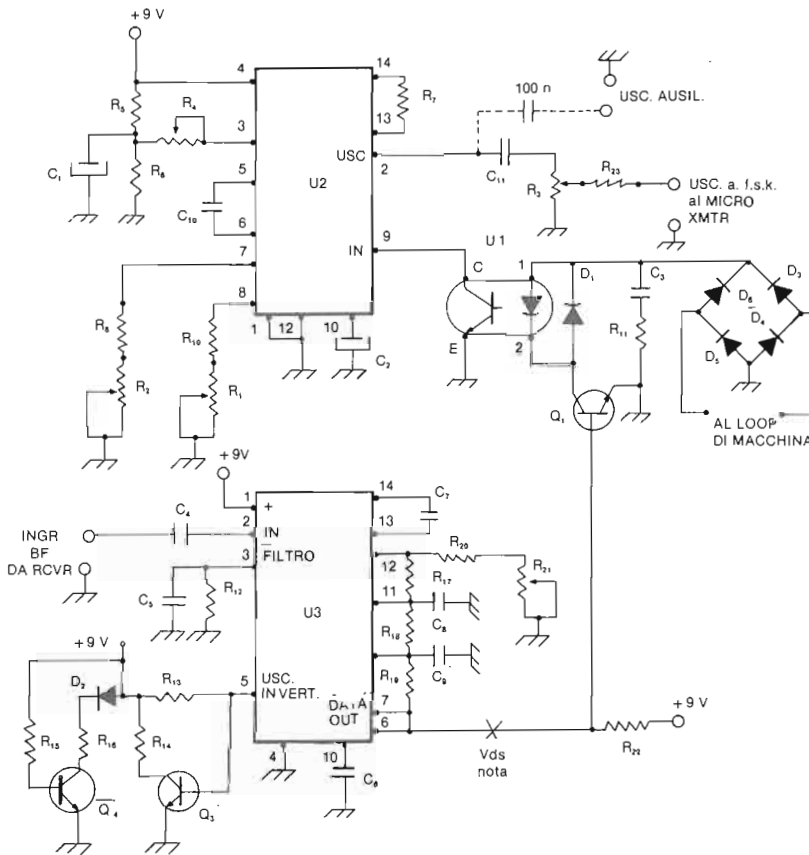 +9 V
4
14
R5
R4
R7
100 n
USC. AUSIL.
3
13
U2
USC
2
C1
R6
5
C11
R3
R23
USC. a. f.s.k.
al MICRO
XMTR
C10
6
U1
IN
9
7
C
1
D1
C3
D3
8
D6
D4
R8
R10
1
12
10
E
2
R11
D5
C2
R2
R1
Q1
AL LOOP
DI MACCHINA
+9V
14
C7
1
+
C4
2
IN
13
INGR
BF
DA RCVR
3
FILTRO
R20
12
R21
R17
C5
R12
11
U3
C8
R18
+9 V
C9
D2
R13
5
USC.
INVERT.
R19
DATA
OUT
7
+9 V
6
R15
R16
R14
4
10
Vds
nota
R22
C6
Q4
Q3